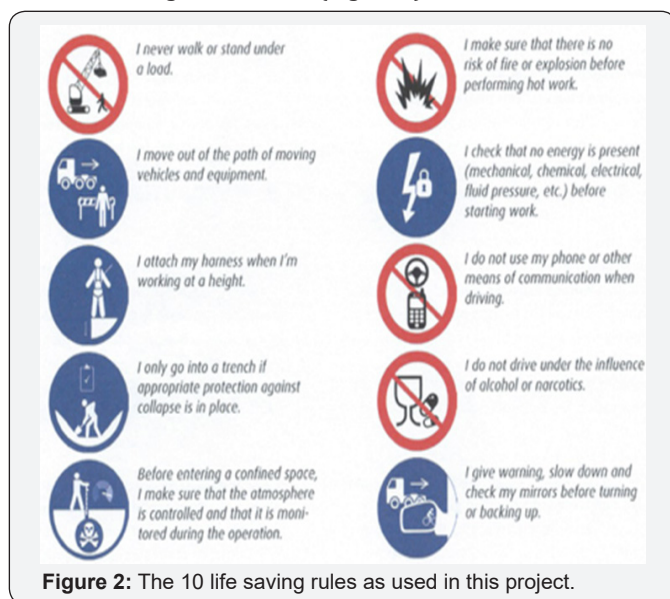 I never walk or stand under
a load.
I move out of the path of moving
vehicles and equipment.
I attach my harness when I'm
working at a height.
I only go into a trench if
appropriate protection against
collapse is in place.
Before entering a confined space,
I make sure that the atmosphere
is controlled and that it is moni-
tored during the operation.
I make sure that there is no
risk of fire or explosion before
performing hot work.
I check that no energy is present
(mechanical, chemical, electrical,
fluid pressure, etc.) before
starting work.
I do not use my phone or other
means of communication when
driving.
I do not drive under the influence
of alcohol or narcotics.
I give warning, slow down and
check my mirrors before turning
or backing up.
Figure 2: The 10 life saving rules as used in this project.